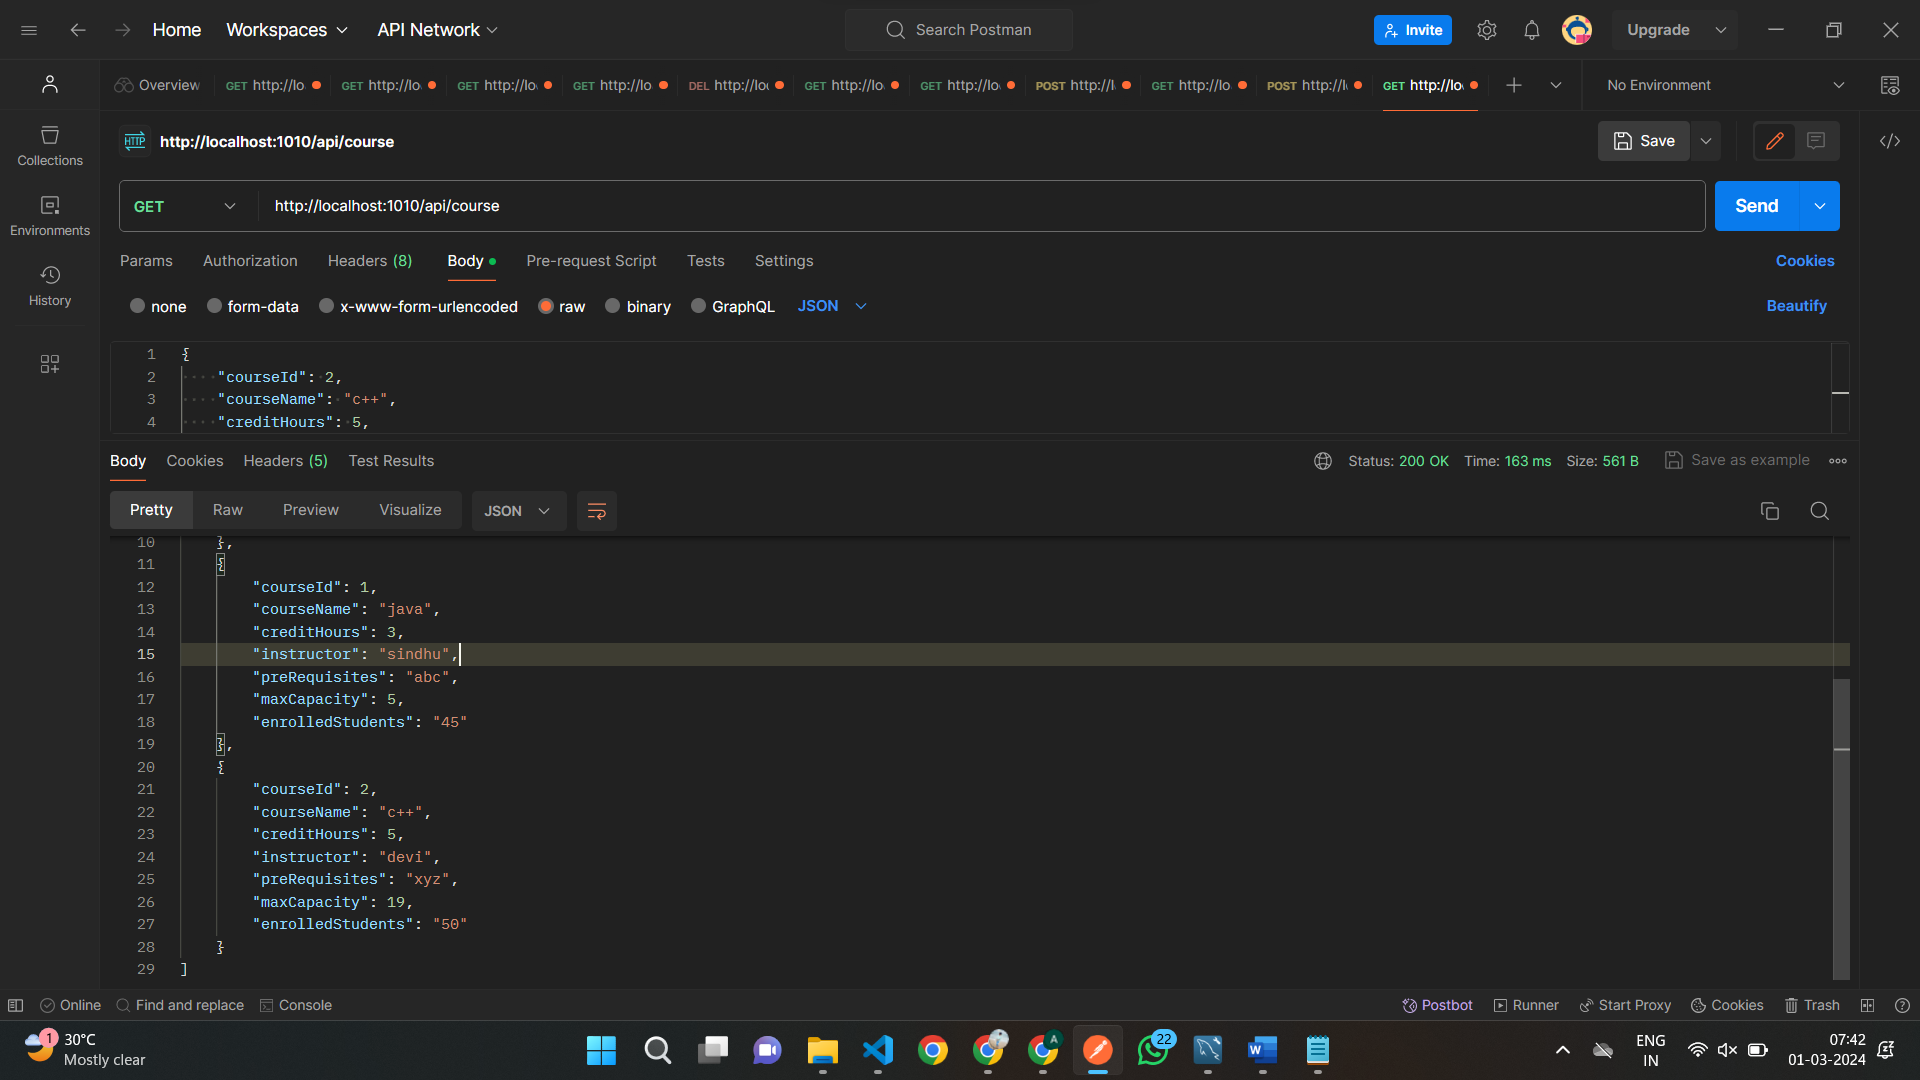 Home Workspaces API Network Search Postman Invite Upgrade
Overview GET http://lo GET http://lo GET http://lo GET http://lo DEL http://lo GET http://lo GET http://lo POST http://l GET http://lo POST http://l GET http://lo No Environment
HTTP http://localhost:1010/api/course Save
GET http://localhost:1010/api/course Send
Collections
Environments
History
Params Authorization Headers (8) Body Pre-request Script Tests Settings Cookies
none form-data x-www-form-urlencoded raw binary GraphQL JSON Beautify
1 {
2 "courseId": 2,
3 "courseName": "c++",
4 "creditHours": 5,
Body Cookies Headers (5) Test Results Status: 200 OK Time: 163 ms Size: 561 B Save as example
Pretty Raw Preview Visualize JSON
10 },
11 {
12 "courseId": 1,
13 "courseName": "java",
14 "creditHours": 3,
15 "instructor": "sindhu",
16 "preRequisites": "abc",
17 "maxCapacity": 5,
18 "enrolledStudents": "45"
19 },
20 {
21 "courseId": 2,
22 "courseName": "c++",
23 "creditHours": 5,
24 "instructor": "devi",
25 "preRequisites": "xyz",
26 "maxCapacity": 19,
27 "enrolledStudents": "50"
28 }
29 ]
Online Find and replace Console Postbot Runner Start Proxy Cookies Trash
1 30°C
Mostly clear
A
22
W
ENG
IN
07:42
01-03-2024